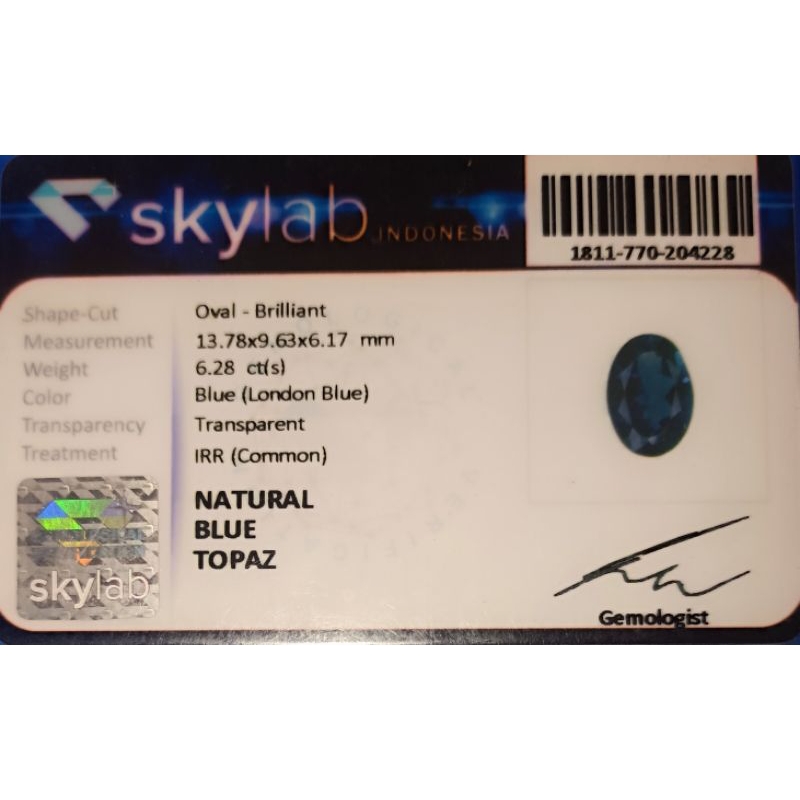 skylab INDONESIA
1811-770-204228
Shape-Cut Oval - Brilliant
Measurement 13.78x9.63x6.17 mm
Weight 6.28 ct(s)
Color Blue (London Blue)
Transparency Transparent
Treatment IRR (Common)
NATURAL
BLUE
TOPAZ
skylab
Gemologist